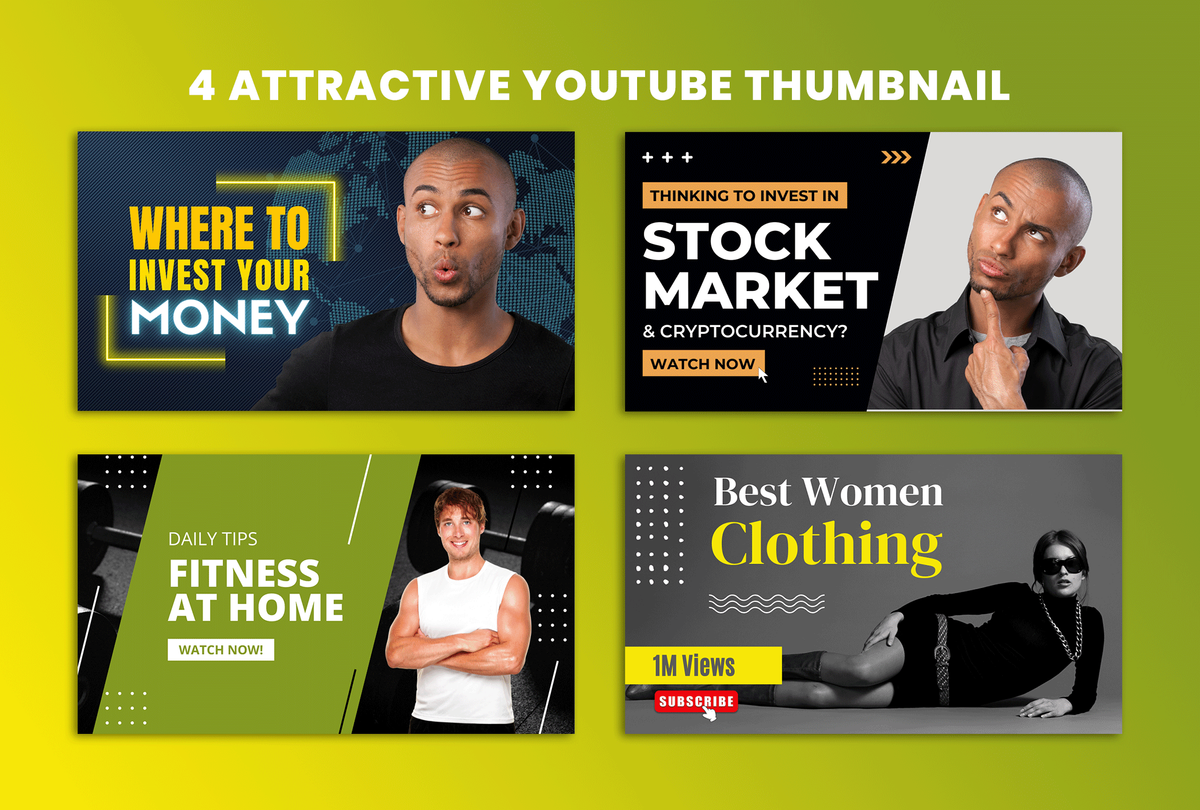 4 ATTRACTIVE YOUTUBE THUMBNAIL
WHERE TO
INVEST YOUR
MONEY
THINKING TO INVEST IN
STOCK
MARKET
& CRYPTOCURRENCY?
WATCH NOW
DAILY TIPS
FITNESS
AT HOME
WATCH NOW!
Best Women
Clothing
1M Views
SUBSCRIBE